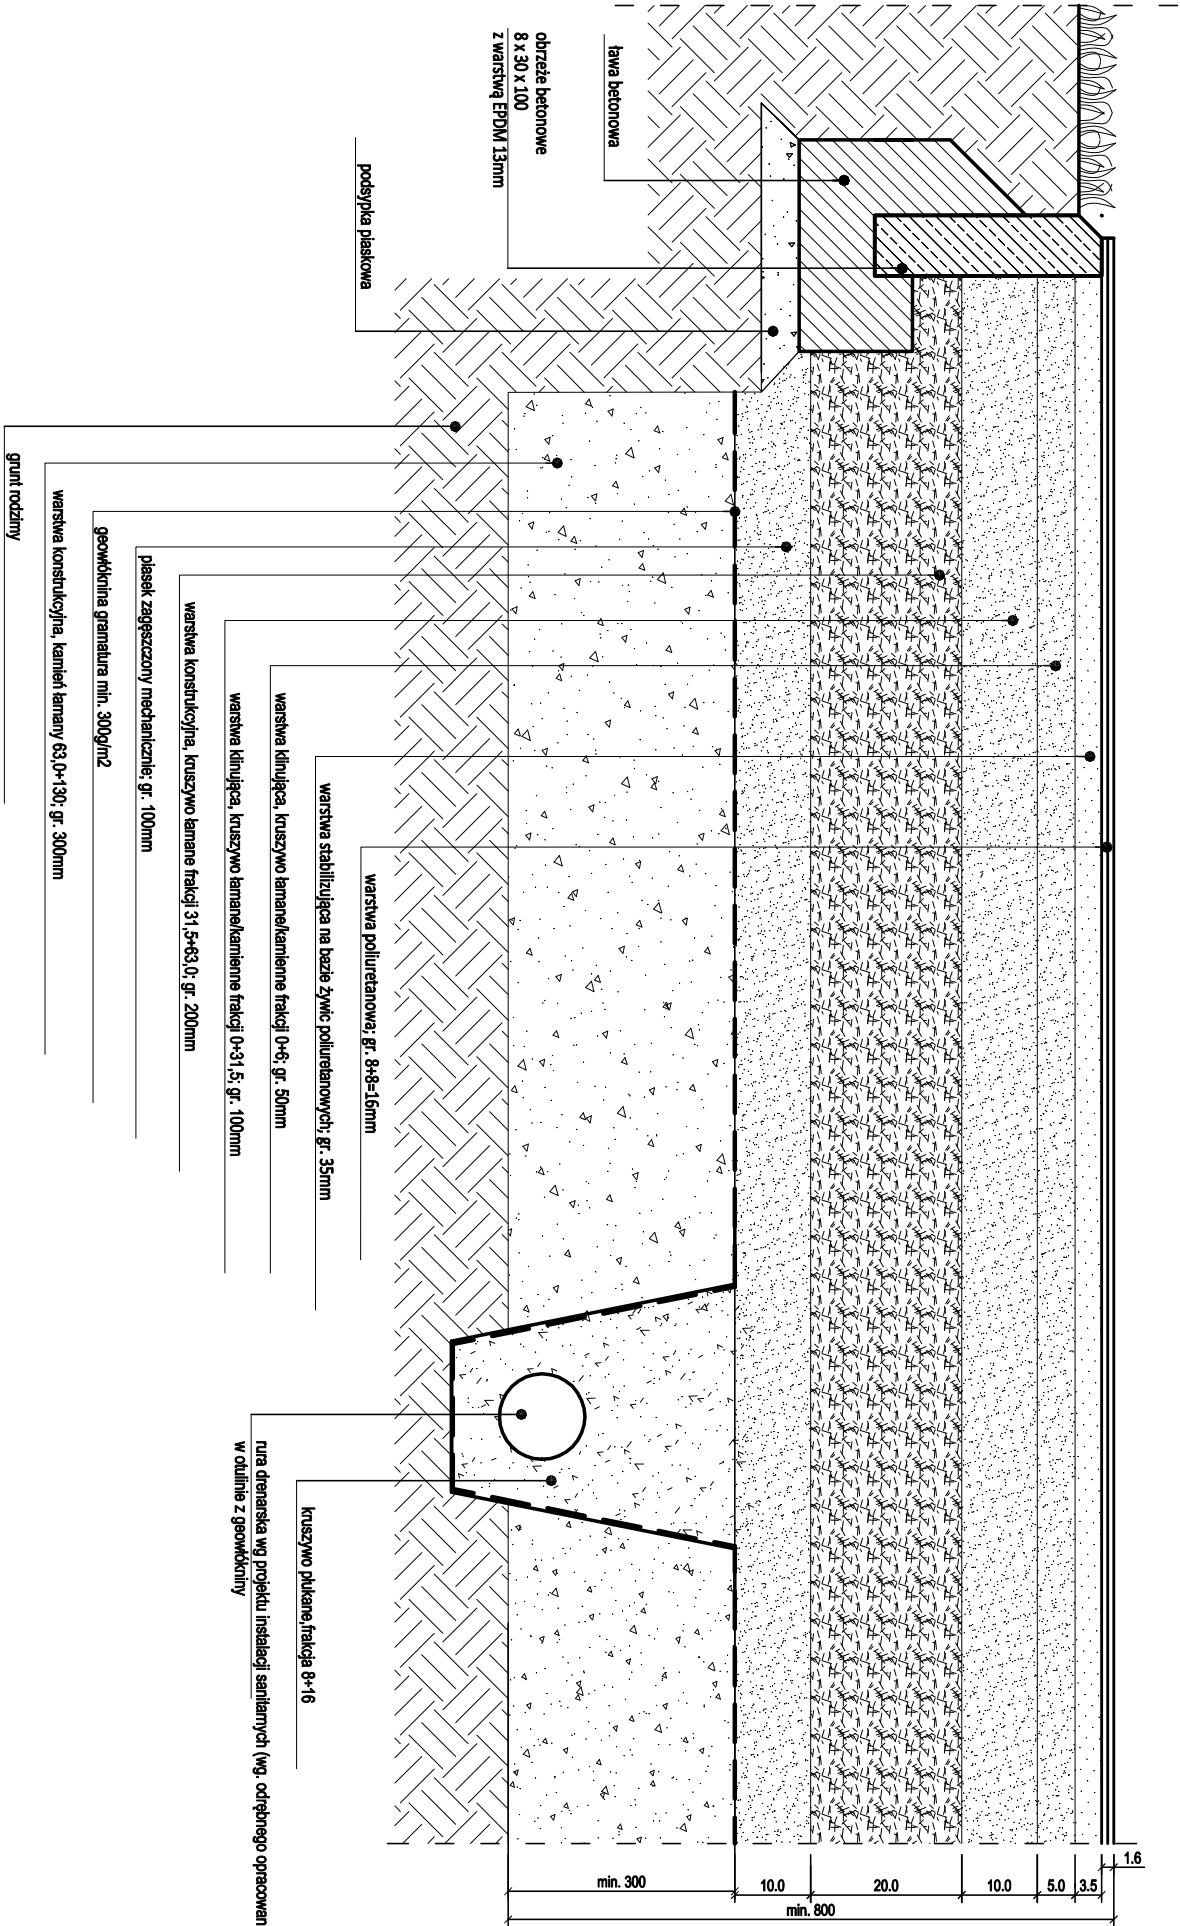 ława betonowa
obrzeże betonowe
8 x 30 x 100
z warstwą EPDM 13mm
podsypka piaskowa
warstwa poliuretanowa; gr. 8+8=16mm
warstwa stabilizująca na bazie żywic poliuretanowych; gr. 35mm
warstwa klinująca, kruszywo łamane/kamienne frakcji 0÷6; gr. 50mm
warstwa klinująca, kruszywo łamane/kamienne frakcji 0÷31,5; gr. 100mm
warstwa konstrukcyjna, kruszywo łamane frakcji 31,5÷63,0; gr. 200mm
piasek zagęszczony mechanicznie; gr. 100mm
geowłóknina gramatura min. 300g/m2
warstwa konstrukcyjna, kamień łamany 63,0÷130; gr. 300mm
grunt rodzimy
kruszywo płukane,frakcja 8÷16
rura drenarska wg projektu instalacji sanitarnych (wg. odrębnego opracowan
w otulinie z geowłókniny
1.6
3.5
5.0
10.0
20.0
10.0
min. 300
min. 800